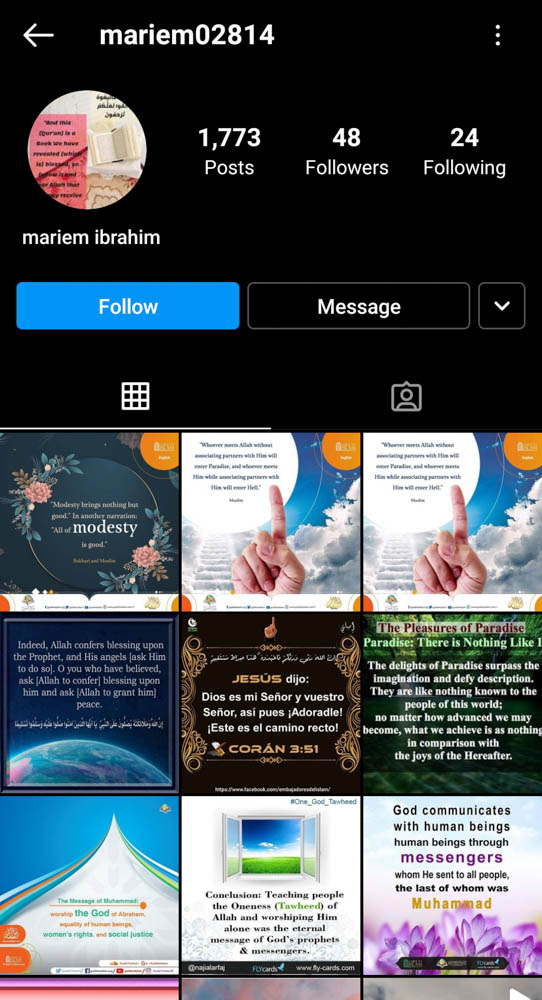 mariem02814
"And this
[Qur'an] is a
Book We have
revealed [which
is] blessed, so
follow it and
fear Allah that
receive
1,773
48
24
Posts
Followers
Following
mariem ibrahim
Follow
Message
"Modesty brings nothing but
good." In another narration:
"All of modesty
is good."
Bukhari and Muslim
English
"Whoever meets Allah without
associating partners with Him will
enter Paradise, and whoever meets
Him while associating partners with
Him will enter Hell."
Muslim
English
"Whoever meets Allah without
associating partners with Him will
enter Paradise, and whoever meets
Him while associating partners with
Him will enter Hell."
Muslim
English
Indeed, Allah confers blessing upon
the Prophet, and His angels [ask Him
to do so]. O you who have believed,
ask [Allah to confer] blessing upon
him and ask [Allah to grant him]
peace.
إِنَّ اللَّهَ وَمَلَائِكَتَهُ يُصَلُّونَ عَلَى النَّبِيِّ يَا أَيُّهَا الَّذِينَ آمَنُوا صَلُّوا عَلَيْهِ وَسَلِّمُوا تَسْلِيمًا
إسباني
إِنَّ اللَّهَ رَبِّي وَرَبُّكُمْ فَاعْبُدُوهُ هَٰذَا صِرَاطٌ مُسْتَقِيمٌ
JESÚS dijo:
Dios es mi Señor y vuestro
Señor, así pues ¡Adoradle!
¡Este es el camino recto!
CORÁN 3:51
https://www.facebook.com/embajadoresdelislam/
The Pleasures of Paradise
Paradise: There is Nothing Like I
The delights of Paradise surpass the
imagination and defy description.
They are like nothing known to the
people of this world;
no matter how advanced we may
become, what we achieve is as nothing
in comparison with
the joys of the Hereafter.
The Message of Muhammad:
worship the God of Abraham,
equality of human beings,
women's rights, and social justice
#One_God_Tawheed
Conclusion: Teaching people
the Oneness (Tawheed) of
Allah and worshiping Him
alone was the eternal
message of God's prophets
& messengers.
@najialarfaj
FLYcards
www.fly-cards.com
God communicates
with human beings
human beings through
messengers
whom He sent to all people,
the last of whom was
Muhammad